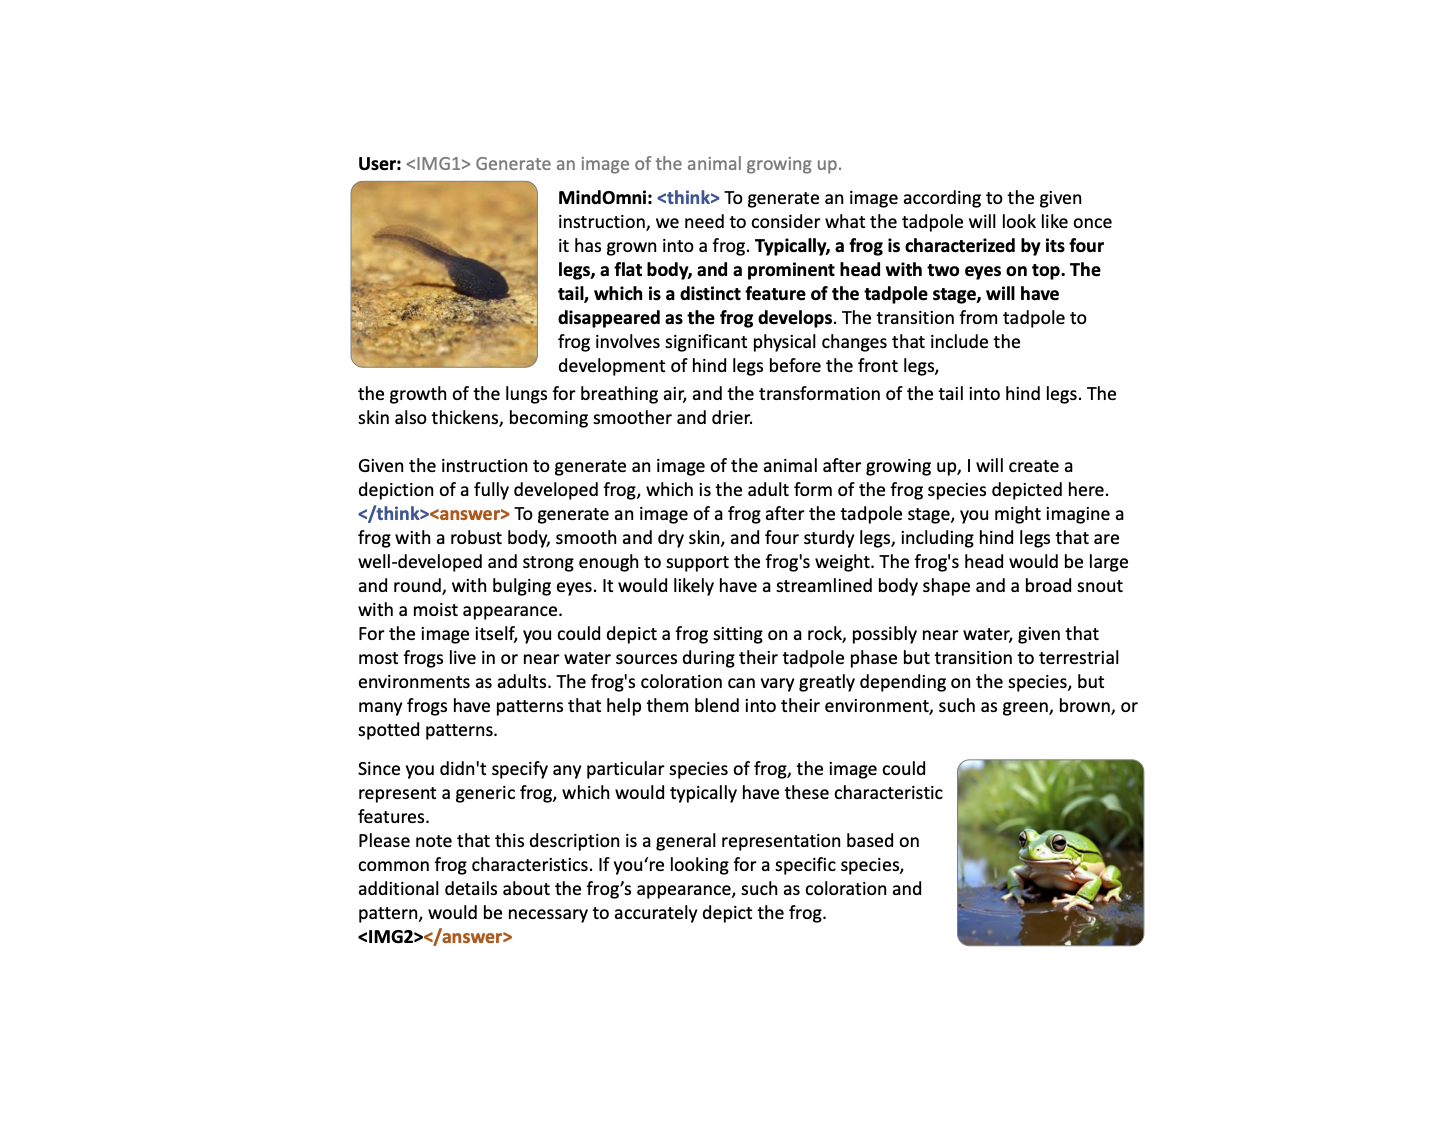 User: <IMG1> Generate an image of the animal growing up.
MindOmni: <think> To generate an image according to the given
instruction, we need to consider what the tadpole will look like once
it has grown into a frog. Typically, a frog is characterized by its four
legs, a flat body, and a prominent head with two eyes on top. The
tail, which is a distinct feature of the tadpole stage, will have
disappeared as the frog develops. The transition from tadpole to
frog involves significant physical changes that include the
development of hind legs before the front legs,
the growth of the lungs for breathing air, and the transformation of the tail into hind legs. The
skin also thickens, becoming smoother and drier.
Given the instruction to generate an image of the animal after growing up, I will create a
depiction of a fully developed frog, which is the adult form of the frog species depicted here.
</think><answer> To generate an image of a frog after the tadpole stage, you might imagine a
frog with a robust body, smooth and dry skin, and four sturdy legs, including hind legs that are
well-developed and strong enough to support the frog's weight. The frog's head would be large
and round, with bulging eyes. It would likely have a streamlined body shape and a broad snout
with a moist appearance.
For the image itself, you could depict a frog sitting on a rock, possibly near water, given that
most frogs live in or near water sources during their tadpole phase but transition to terrestrial
environments as adults. The frog's coloration can vary greatly depending on the species, but
many frogs have patterns that help them blend into their environment, such as green, brown, or
spotted patterns.
Since you didn't specify any particular species of frog, the image could
represent a generic frog, which would typically have these characteristic
features.
Please note that this description is a general representation based on
common frog characteristics. If you‘re looking for a specific species,
additional details about the frog’s appearance, such as coloration and
pattern, would be necessary to accurately depict the frog.
<IMG2></answer>